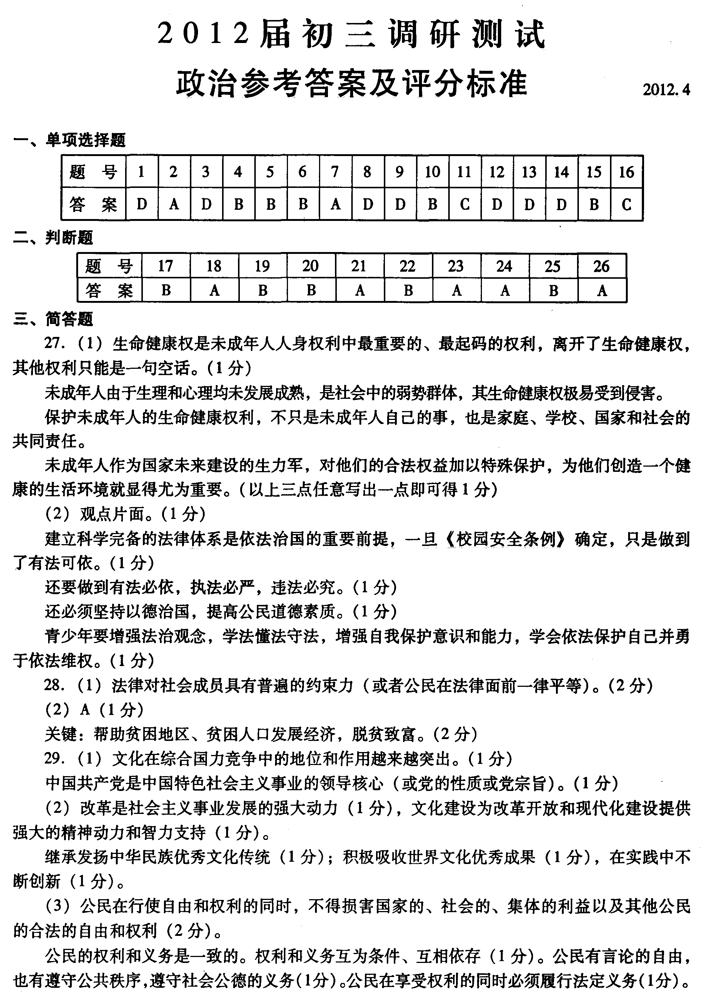 2012届初三调研测试
政治参考答案及评分标准 2012.4
一、单项选择题
题 号 1 2 3 4 5 6 7 8 9 10 11 12 13 14 15 16
答 案 D A D B B B A D D B C D D D B C
二、判断题
题 号 17 18 19 20 21 22 23 24 25 26
答 案 B A B B A B A A B A
三、简答题
27.（1）生命健康权是未成年人人身权利中最重要的、最起码的权利，离开了生命健康权，
其他权利只能是一句空话。（1 分）
未成年人由于生理和心理均未发展成熟，是社会中的弱势群体，其生命健康权极易受到侵害。
保护未成年人的生命健康权利，不只是未成年人自己的事，也是家庭、学校、国家和社会的
共同责任。
未成年人作为国家未来建设的生力军，对他们的合法权益加以特殊保护，为他们创造一个健
康的生活环境就显得尤为重要。（以上三点任意写出一点即可得 1 分）
（2）观点片面。（1 分）
建立科学完备的法律体系是依法治国的重要前提，一旦《校园安全条例》确定，只是做到
了有法可依。（1 分）
还要做到有法必依，执法必严，违法必究。（1 分）
还必须坚持以德治国，提高公民道德素质。（1 分）
青少年要增强法治观念，学法懂法守法，增强自我保护意识和能力，学会依法保护自己并勇
于依法维权。（1 分）
28.（1）法律对社会成员具有普遍的约束力（或者公民在法律面前一律平等）。（2 分）
（2）A（1 分）
关键：帮助贫困地区、贫困人口发展经济，脱贫致富。（2 分）
29.（1）文化在综合国力竞争中的地位和作用越来越突出。（1 分）
中国共产党是中国特色社会主义事业的领导核心（或党的性质或党宗旨）。（1 分）
（2）改革是社会主义事业发展的强大动力（1 分），文化建设为改革开放和现代化建设提供
强大的精神动力和智力支持（1 分）。
继承发扬中华民族优秀文化传统（1 分）；积极吸收世界文化优秀成果（1 分），在实践中不
断创新（1 分）。
（3）公民在行使自由和权利的同时，不得损害国家的、社会的、集体的利益以及其他公民
的合法的自由和权利（2 分）。
公民的权利和义务是一致的。权利和义务互为条件、互相依存（1 分）。公民有言论的自由，
也有遵守公共秩序，遵守社会公德的义务（1分）。公民在享受权利的同时必须履行法定义务（1分）。